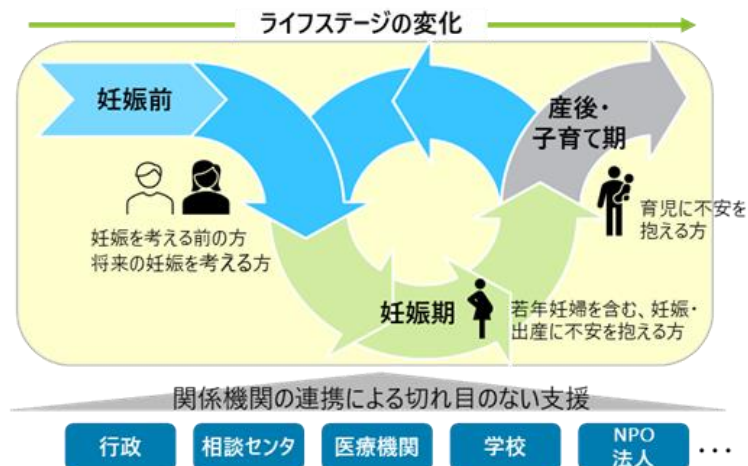 ライフステージの変化
妊娠前
産後・
子育て期
妊娠を考える前の方
将来の妊娠を考える方
育児に不安を
抱える方
妊娠期
若年妊婦を含む、妊娠・
出産に不安を抱える方
関係機関の連携による切れ目のない支援
行政
相談センタ
医療機関
学校
NPO
法人
・・・